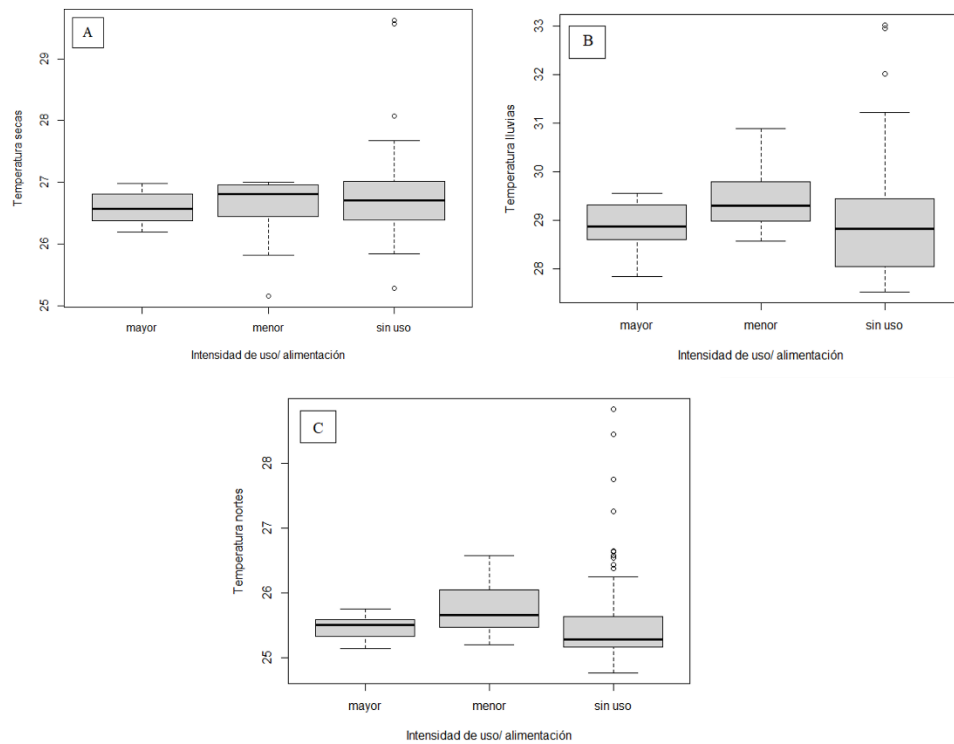 A
Temperatura secas
29
28
27
26
25
mayor
menor
sin uso
Intensidad de uso/ alimentación
B
Temperatura lluvias
33
32
31
30
29
28
mayor
menor
sin uso
Intensidad de uso/ alimentación
C
Temperatura nortes
28
27
26
25
mayor
menor
sin uso
Intensidad de uso/ alimentación